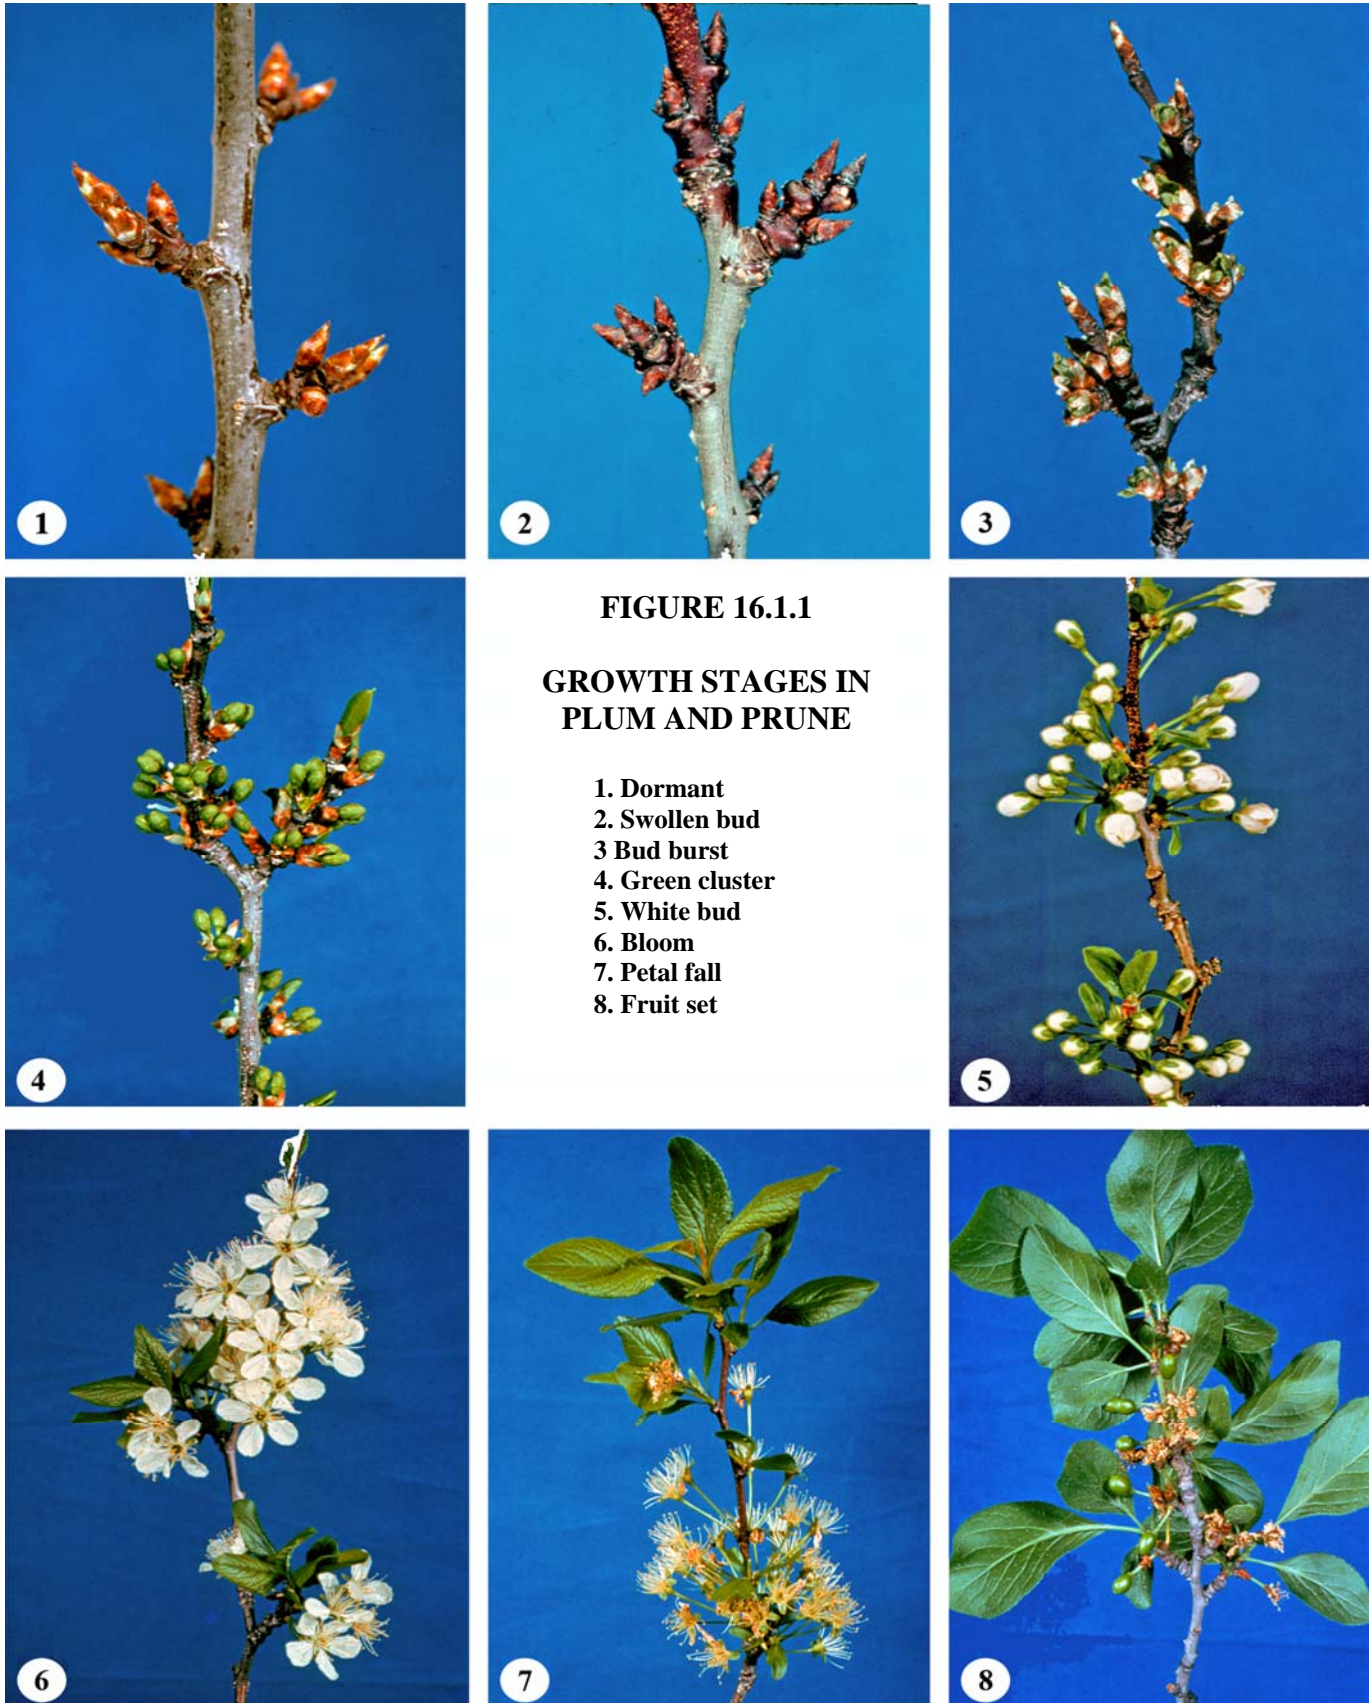 1
2
3
FIGURE 16.1.1
GROWTH STAGES IN
PLUM AND PRUNE
1. Dormant
2. Swollen bud
3 Bud burst
4. Green cluster
5. White bud
6. Bloom
7. Petal fall
8. Fruit set
4
5
6
7
8